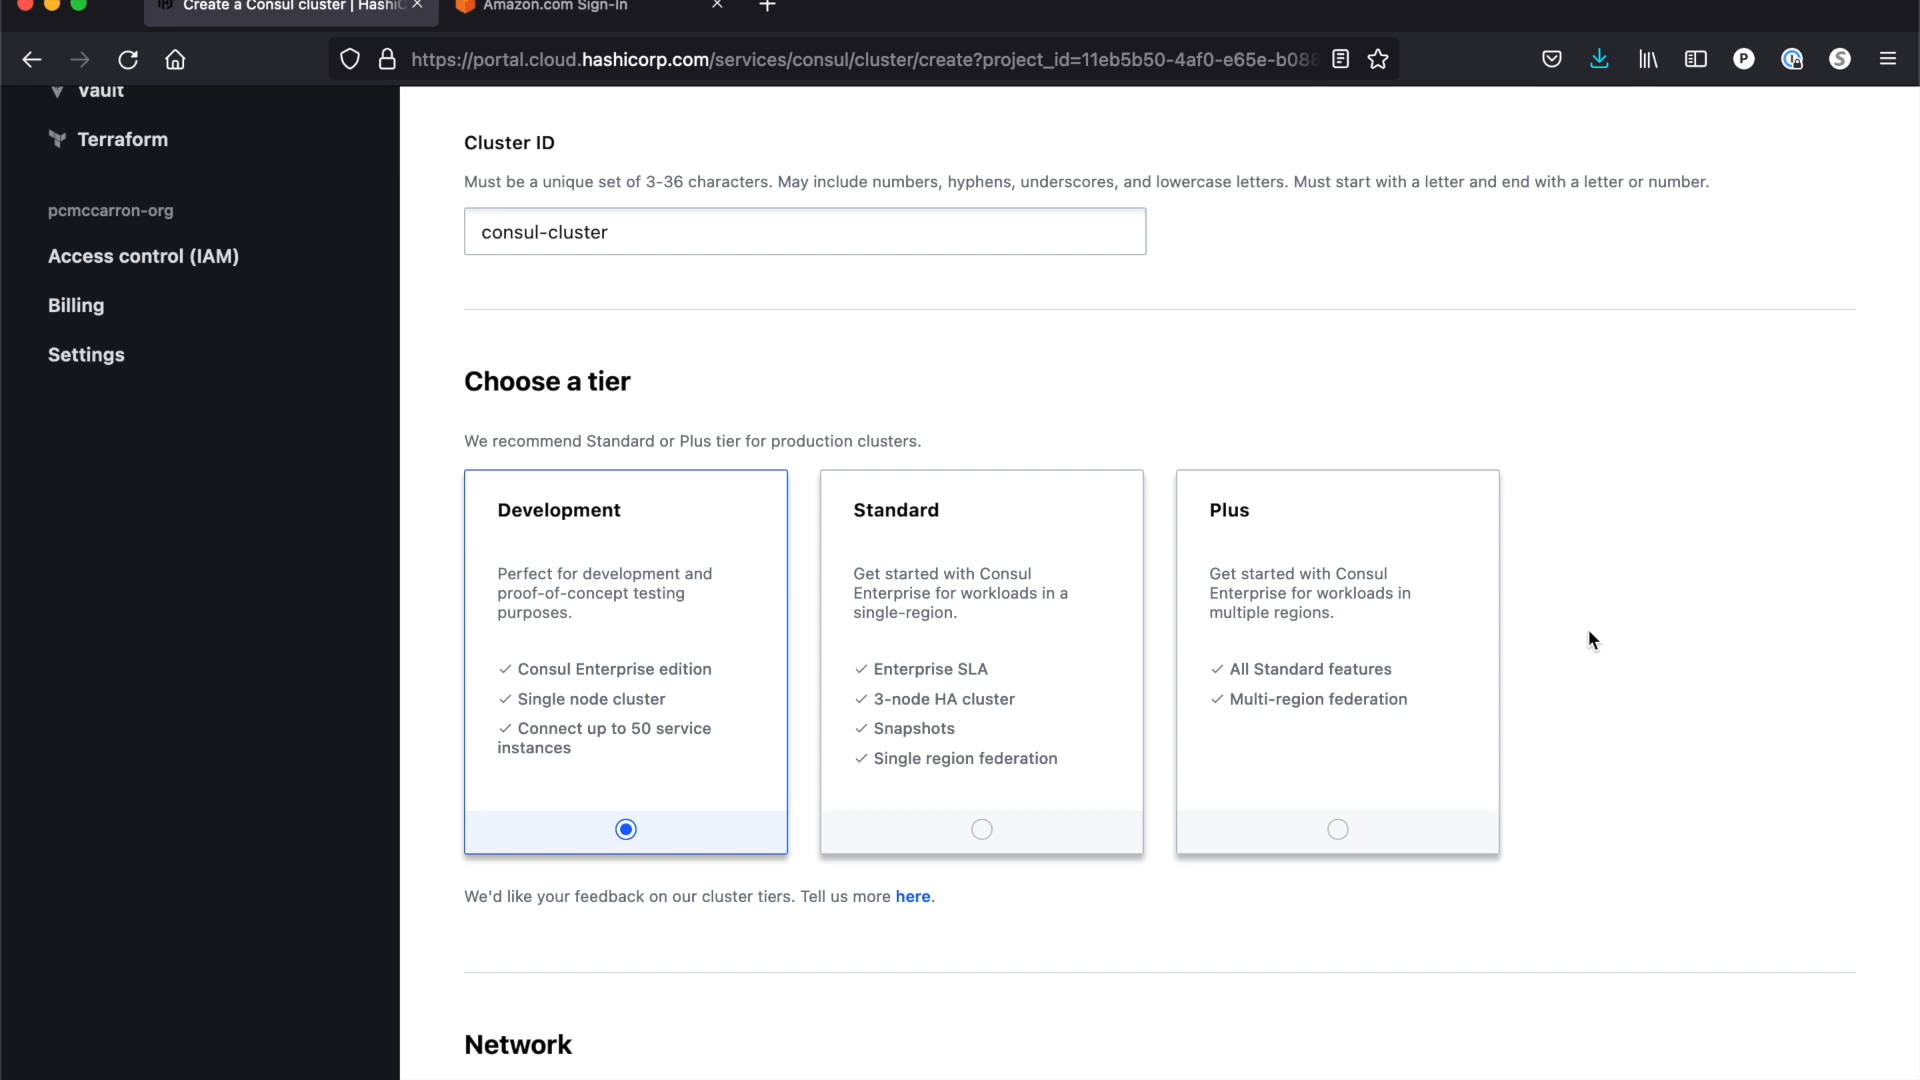 Create a Consul cluster | HashiC
Amazon.com Sign-In
https://portal.cloud.hashicorp.com/services/consul/cluster/create?project_id=11eb5b50-4af0-e65e-b088
P
S
Vault
Terraform
pcmccarron-org
Access control (IAM)
Billing
Settings
Cluster ID
Must be a unique set of 3-36 characters. May include numbers, hyphens, underscores, and lowercase letters. Must start with a letter and end with a letter or number.
consul-cluster
Choose a tier
We recommend Standard or Plus tier for production clusters.
Development
Perfect for development and
proof-of-concept testing
purposes.
Consul Enterprise edition
Single node cluster
Connect up to 50 service
instances
Standard
Get started with Consul
Enterprise for workloads in a
single-region.
Enterprise SLA
3-node HA cluster
Snapshots
Single region federation
Plus
Get started with Consul
Enterprise for workloads in
multiple regions.
All Standard features
Multi-region federation
We'd like your feedback on our cluster tiers. Tell us more here.
Network